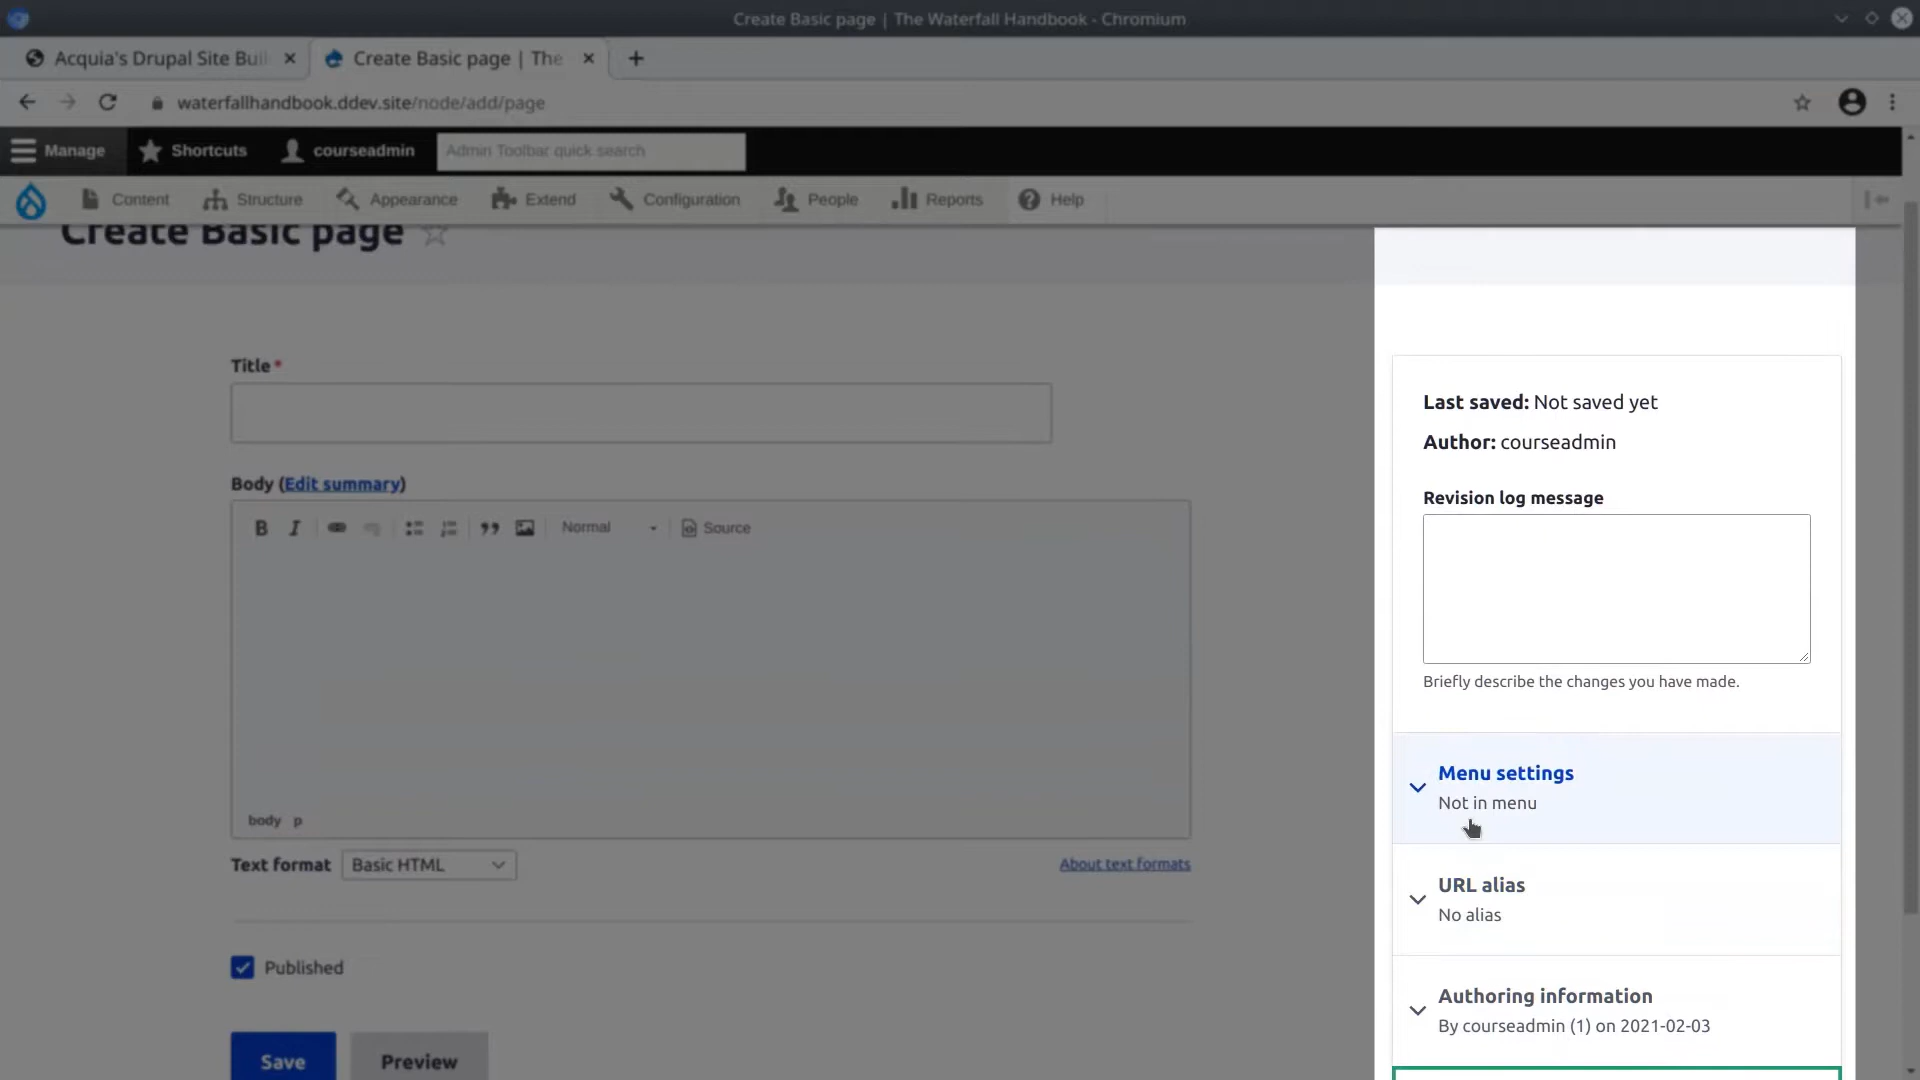 Create Basic page | The Waterfall Handbook - Chromium
Acquia's Drupal Site Buil
Create Basic page | The
waterfallhandbook.ddev.site/node/add/page
Manage
Shortcuts
courseadmin
Admin Toolbar quick search
Content
Structure
Appearance
Extend
Configuration
People
Reports
Help
Create Basic page
Title*
Body (Edit summary)
B I
Normal
Source
body p
Text format
Basic HTML
About text formats
Published
Save
Preview
Last saved: Not saved yet
Author: courseadmin
Revision log message
Briefly describe the changes you have made.
Menu settings
Not in menu
URL alias
No alias
Authoring information
By courseadmin (1) on 2021-02-03